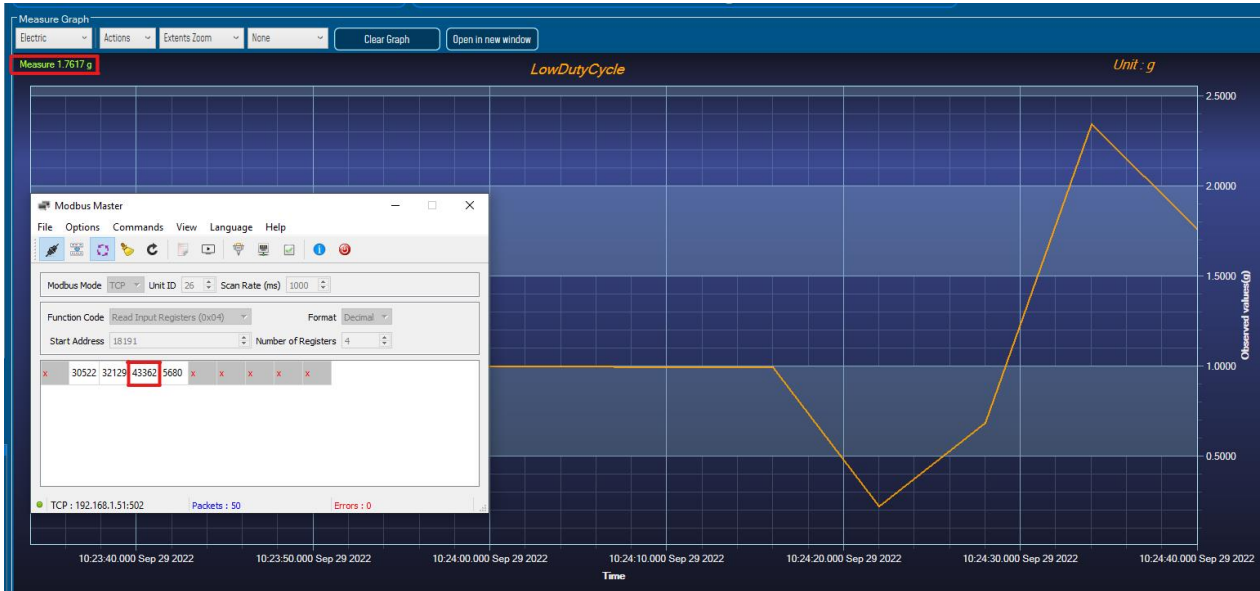 Measure Graph
Electric Actions Extents Zoom None Clear Graph Open in new window
Measure 1.7617 g
LowDutyCycle
Unit : g
2.5000
2.0000
1.5000
1.0000
0.5000
Observed values(g)
Modbus Master
File Options Commands View Language Help
Modbus Mode TCP Unit ID 26 Scan Rate (ms) 1000
Function Code Read Input Registers (0x04) Format Decimal
Start Address 18191 Number of Registers 4
x 30522 32129 43362 5680 x x x x x
TCP : 192.168.1.51:502 Packets : 50 Errors : 0
10:23:40.000 Sep 29 2022 10:23:50.000 Sep 29 2022 10:24:00.000 Sep 29 2022 10:24:10.000 Sep 29 2022 10:24:20.000 Sep 29 2022 10:24:30.000 Sep 29 2022 10:24:40.000 Sep 29 2022
Time